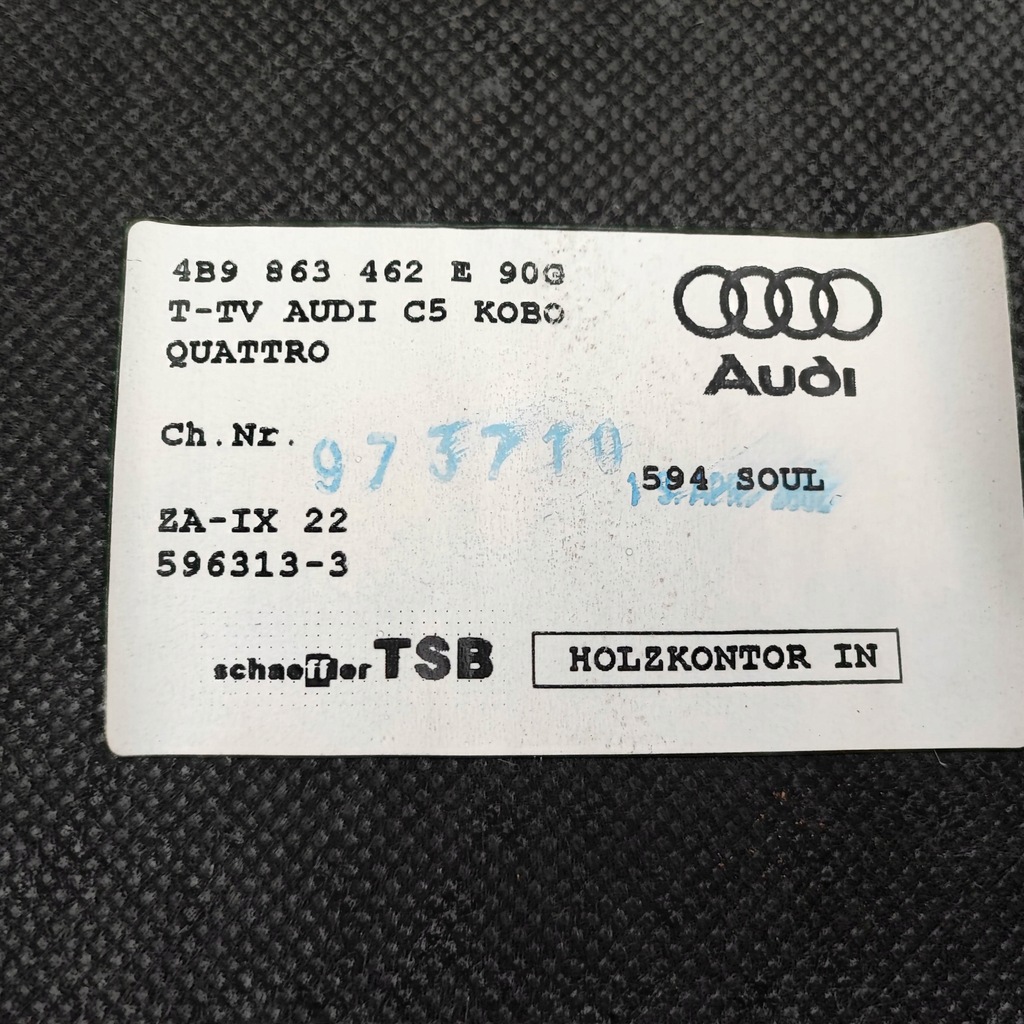 4B9 863 462 E 90G
T-TV AUDI C5 KOBO
QUATTRO
Audi
Ch.Nr.
973710
594 SOUL
ZA-IX 22
596313-3
schaeffler TSB
HOLZKONTOR IN